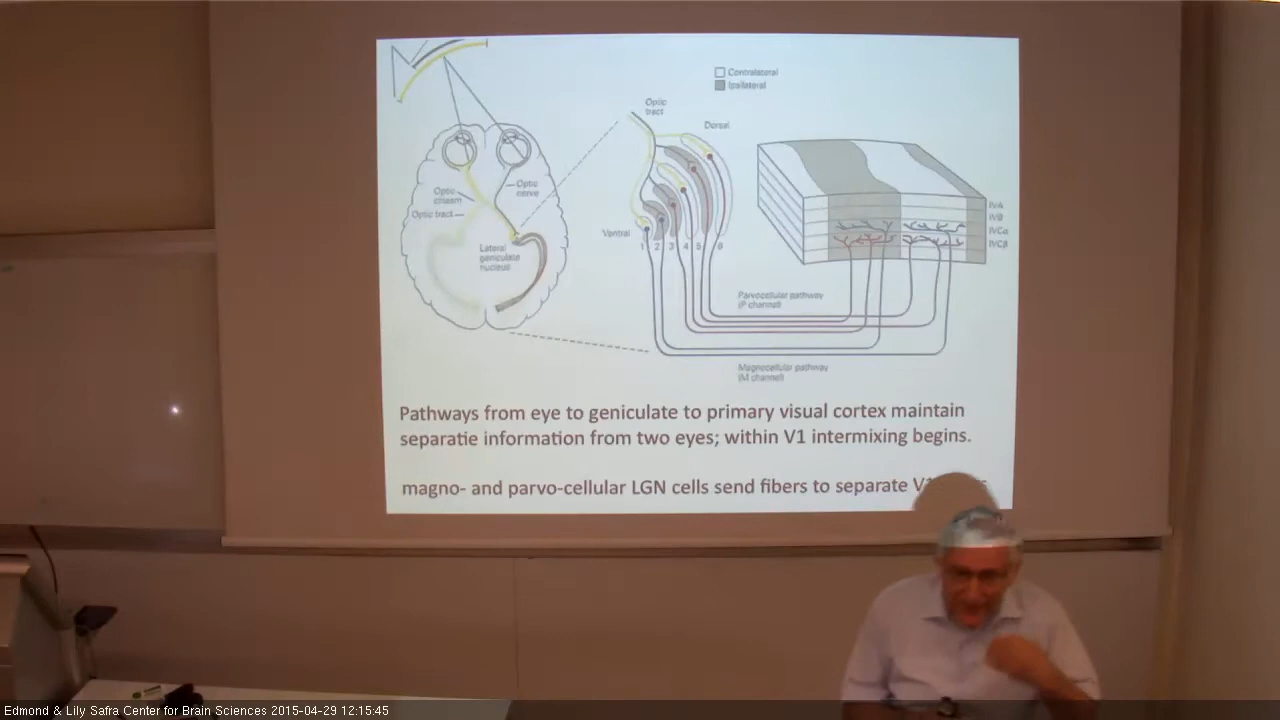 Contralateral
Ipsilateral
Optic
tract
Dorsal
Optic
nerve
Optic
chiasm
Optic tract
Lateral
geniculate
nucleus
Ventral
1 2 3 4 5 6
IVA
IVB
IVCα
IVCβ
Parvocellular pathway
(P channel)
Magnocellular pathway
(M channel)
Pathways from eye to geniculate to primary visual cortex maintain
separatie information from two eyes; within V1 intermixing begins.
magno- and parvo-cellular LGN cells send fibers to separate
Edmond & Lily Safra Center for Brain Sciences 2015-04-29 12:15:45